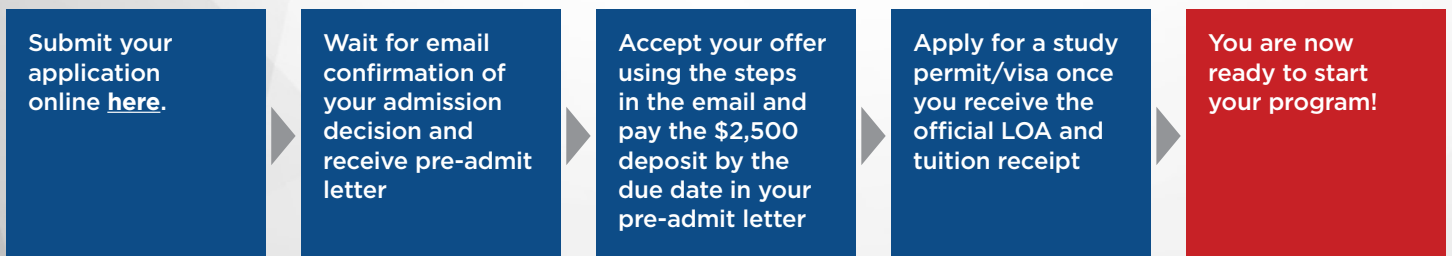 Submit your
application
online here.
Wait for email
confirmation of
your admission
decision and
receive pre-admit
letter
Accept your offer
using the steps
in the email and
pay the $2,500
deposit by the
due date in your
pre-admit letter
Apply for a study
permit/visa once
you receive the
official LOA and
tuition receipt
You are now
ready to start
your program!